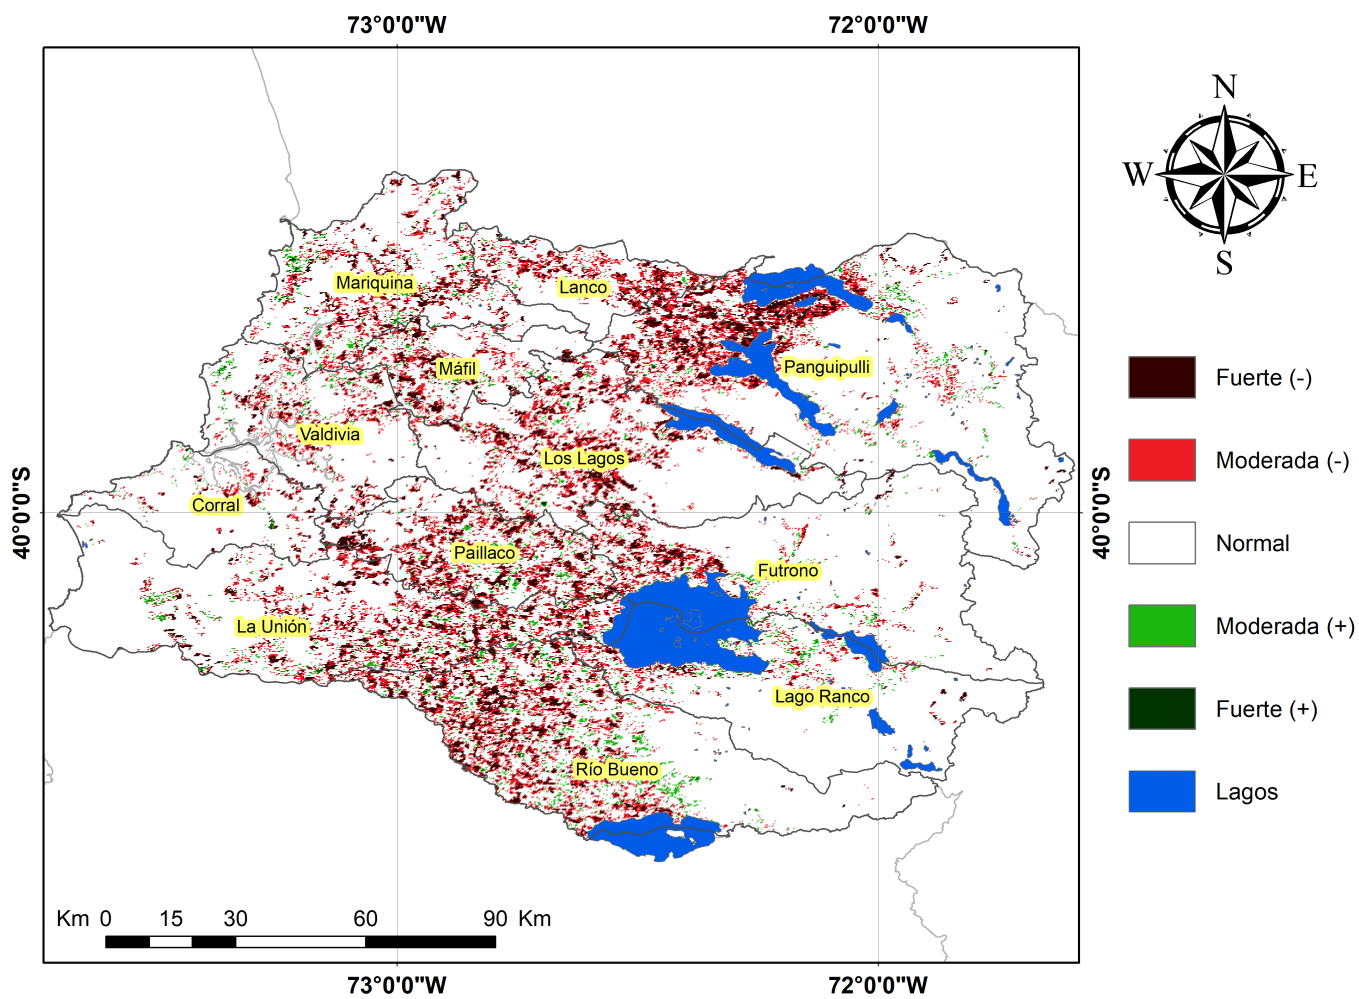 73°0'0"W 72°0'0"W
N
W E
S
Mariquina
Lanco
Máfil
Panguipulli
Valdivia
Los Lagos
Corral
40°0'0"S 40°0'0"S
Paillaco
Futrono
La Unión
Lago Ranco
Río Bueno
Fuerte (-)
Moderada (-)
Normal
Moderada (+)
Fuerte (+)
Lagos
Km 0 15 30 60 90 Km
73°0'0"W 72°0'0"W